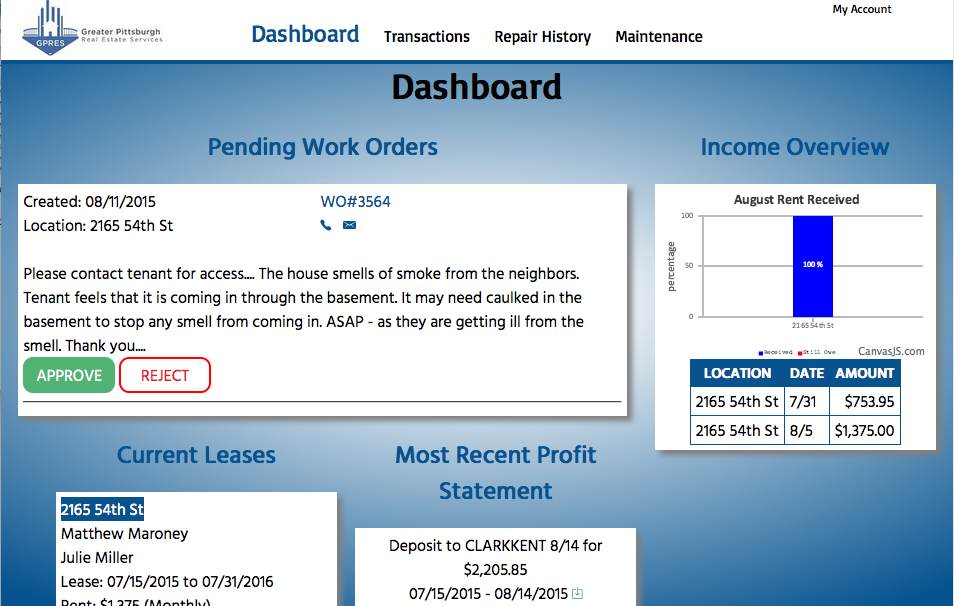 GPRES
Greater Pittsburgh
Real Estate Services
Dashboard
Transactions
Repair History
Maintenance
My Account
Dashboard
Pending Work Orders
Created: 08/11/2015
WO#3564
Location: 2165 54th St
Please contact tenant for access.... The house smells of smoke from the neighbors.
Tenant feels that it is coming in through the basement. It may need caulked in the
basement to stop any smell from coming in. ASAP - as they are getting ill from the
smell. Thank you....
APPROVE
REJECT
Income Overview
August Rent Received
percentage
100
50
0
100 %
2165 54th St
Received
Still Owe
CanvasJS.com
LOCATION DATE AMOUNT
2165 54th St 7/31 $753.95
2165 54th St 8/5 $1,375.00
Current Leases
2165 54th St
Matthew Maroney
Julie Miller
Lease: 07/15/2015 to 07/31/2016
Rent: $1,375 (Monthly)
Most Recent Profit
Statement
Deposit to CLARKKENT 8/14 for
$2,205.85
07/15/2015 - 08/14/2015